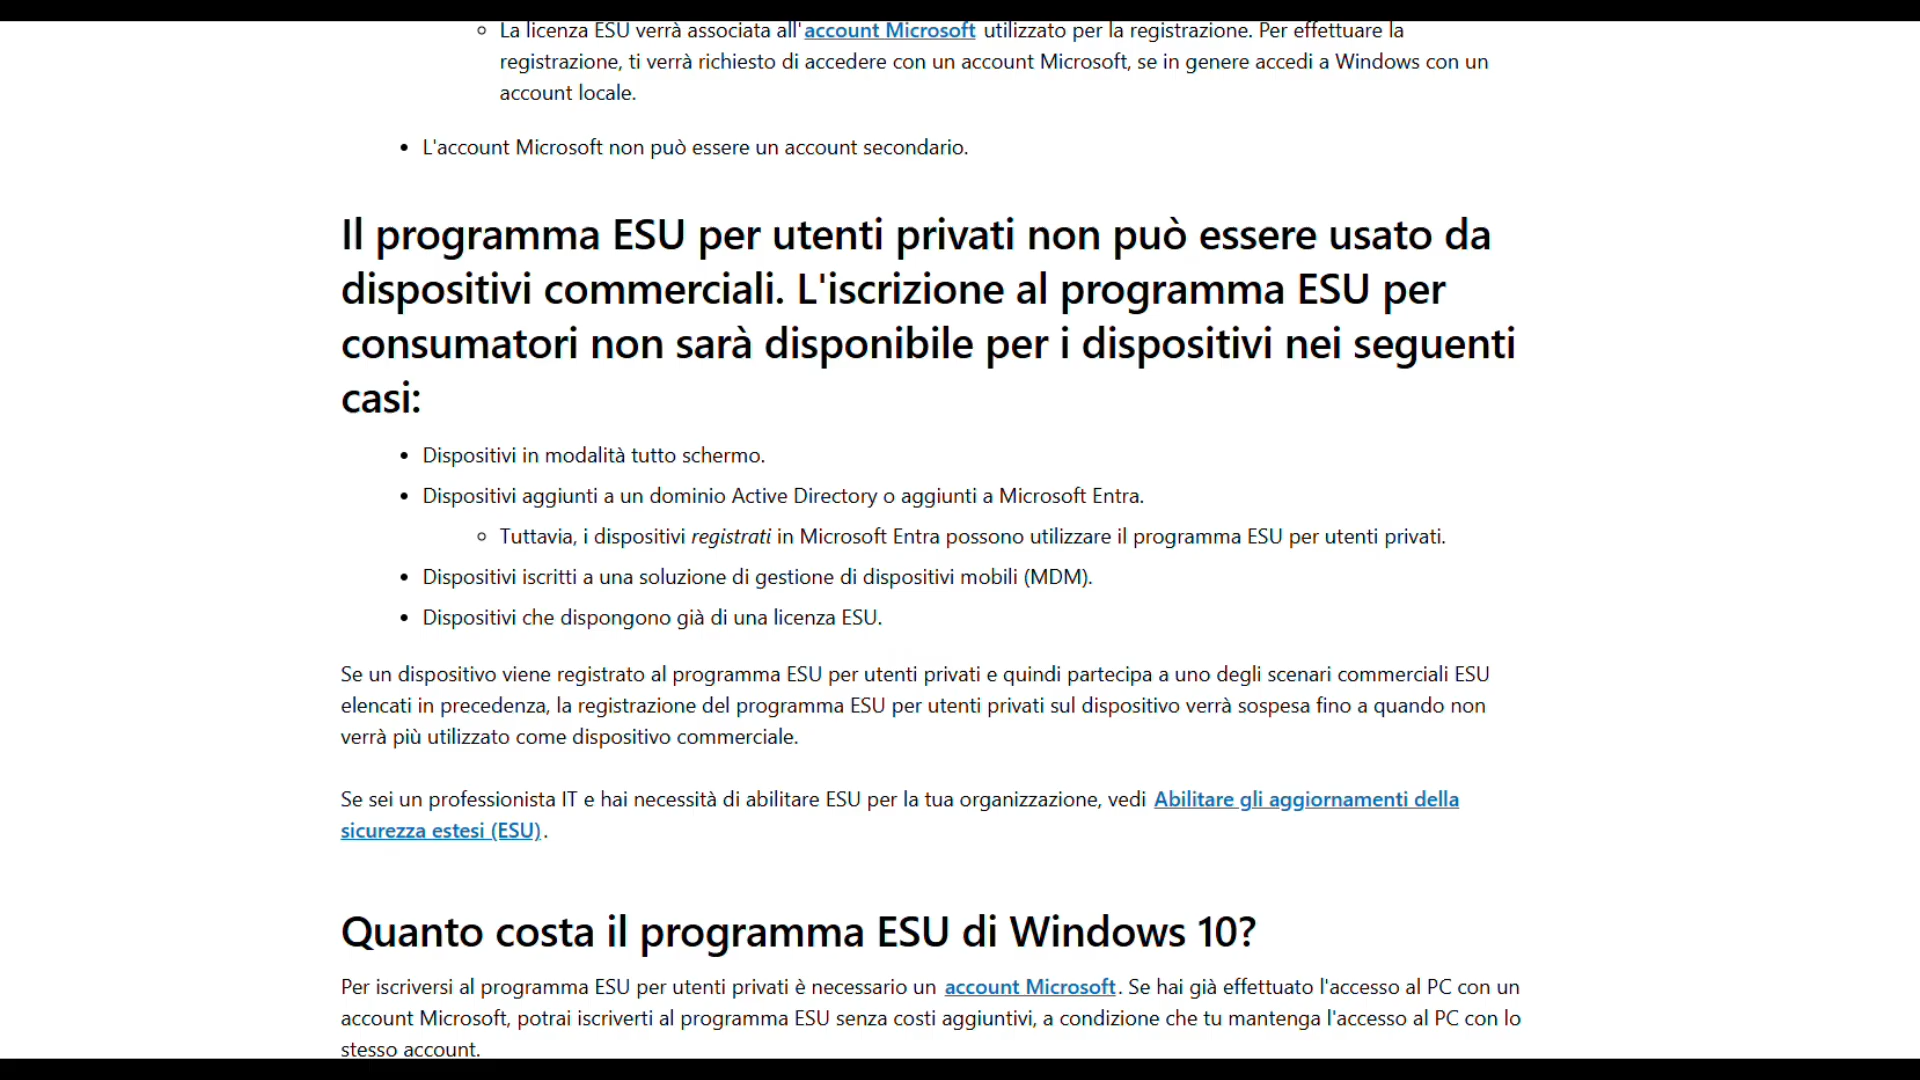 La licenza ESU verrà associata all'account Microsoft utilizzato per la registrazione. Per effettuare la
registrazione, ti verrà richiesto di accedere con un account Microsoft, se in genere accedi a Windows con un
account locale.
L'account Microsoft non può essere un account secondario.
Il programma ESU per utenti privati non può essere usato da
dispositivi commerciali. L'iscrizione al programma ESU per
consumatori non sarà disponibile per i dispositivi nei seguenti
casi:
Dispositivi in modalità tutto schermo.
Dispositivi aggiunti a un dominio Active Directory o aggiunti a Microsoft Entra.
Tuttavia, i dispositivi registrati in Microsoft Entra possono utilizzare il programma ESU per utenti privati.
Dispositivi iscritti a una soluzione di gestione di dispositivi mobili (MDM).
Dispositivi che dispongono già di una licenza ESU.
Se un dispositivo viene registrato al programma ESU per utenti privati e quindi partecipa a uno degli scenari commerciali ESU
elencati in precedenza, la registrazione del programma ESU per utenti privati sul dispositivo verrà sospesa fino a quando non
verrà più utilizzato come dispositivo commerciale.
Se sei un professionista IT e hai necessità di abilitare ESU per la tua organizzazione, vedi Abilitare gli aggiornamenti della
sicurezza estesi (ESU).
Quanto costa il programma ESU di Windows 10?
Per iscriversi al programma ESU per utenti privati è necessario un account Microsoft. Se hai già effettuato l'accesso al PC con un
account Microsoft, potrai iscriverti al programma ESU senza costi aggiuntivi, a condizione che tu mantenga l'accesso al PC con lo
stesso account.